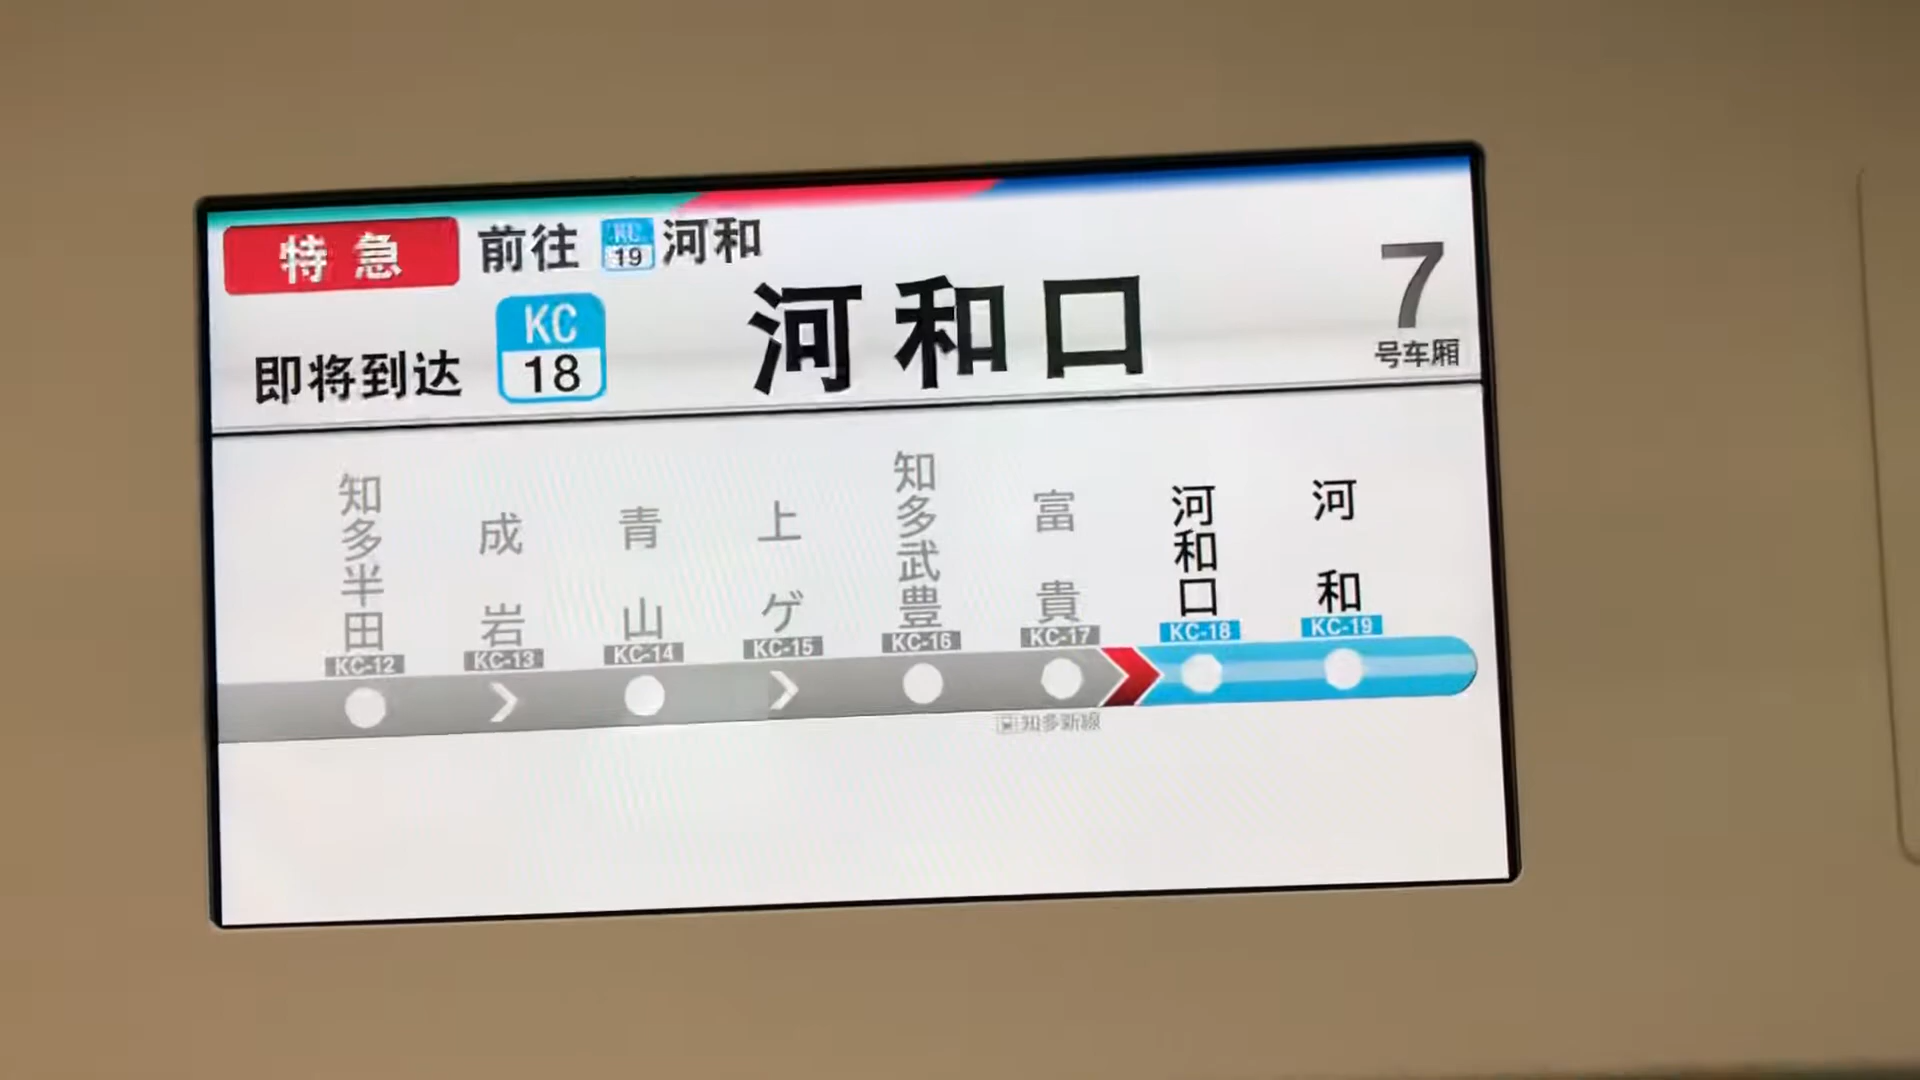 特急 前往 KC 19 河和
即将到达 KC 18 河和口
7
号车厢
知多半田
成岩
青山
上ゲ
知多武豊
富貴
河和口
河和
KC-12 KC-13 KC-14 KC-15 KC-16 KC-17 KC-18 KC-19
知多新線